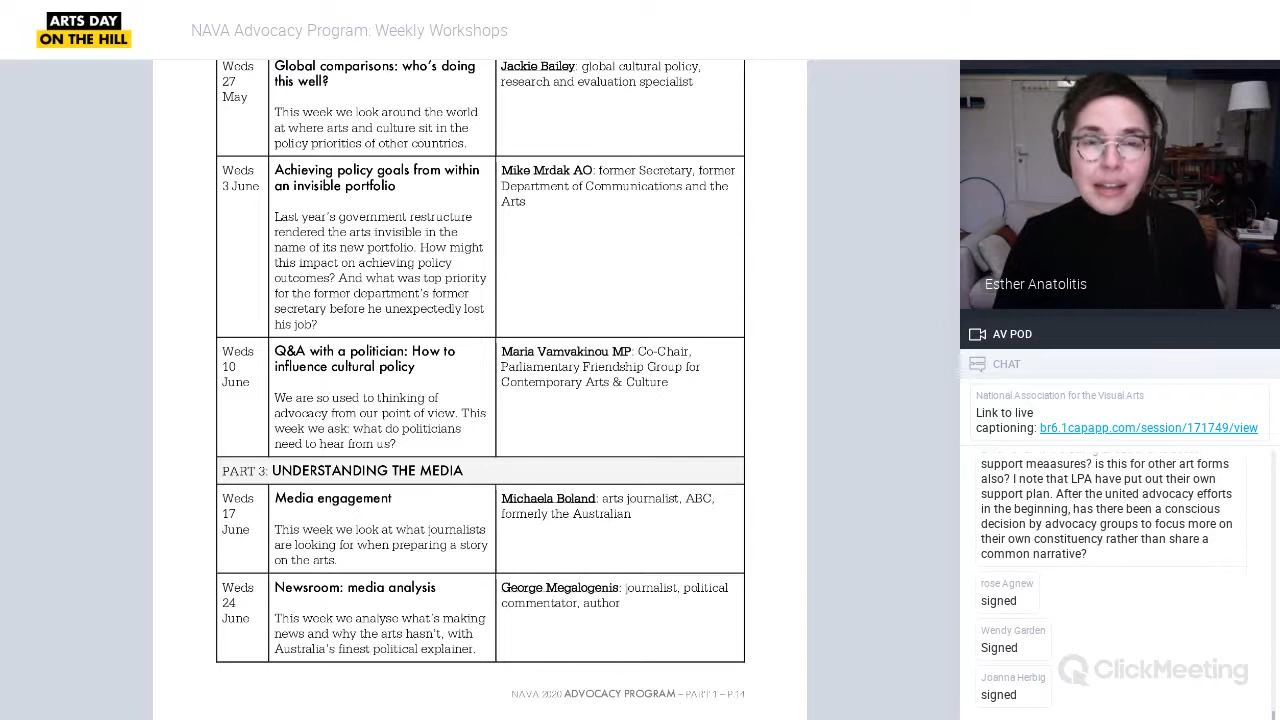 ARTS DAY
ON THE HILL
NAVA Advocacy Program: Weekly Workshops
Weds
27
May
Global comparisons: who's doing
this well?
This week we look around the world
at where arts and culture sit in the
policy priorities of other countries.
Jackie Bailey: global cultural policy,
research and evaluation specialist
Weds
3 June
Achieving policy goals from within
an invisible portfolio
Last year's government restructure
rendered the arts invisible in the
name of its new portfolio. How might
this impact on achieving policy
outcomes? And what was top priority
for the former department's former
secretary before he unexpectedly lost
his job?
Mike Mrdak AO: former Secretary, former
Department of Communications and the
Arts
Weds
10
June
Q&A with a politician: How to
influence cultural policy
We are so used to thinking of
advocacy from our point of view. This
week we ask: what do politicians
need to hear from us?
Maria Vamvakinou MP: Co-Chair,
Parliamentary Friendship Group for
Contemporary Arts & Culture
PART 3: UNDERSTANDING THE MEDIA
Weds
17
June
Media engagement
This week we look at what journalists
are looking for when preparing a story
on the arts.
Michaela Boland: arts journalist, ABC,
formerly the Australian
Weds
24
June
Newsroom: media analysis
This week we analyse what's making
news and why the arts hasn't, with
Australia's finest political explainer.
George Megalogenis: journalist, political
commentator, author
NAVA 2020 ADVOCACY PROGRAM – PART 1 – P.14
Esther Anatolitis
AV POD
CHAT
National Association for the Visual Arts
Link to live
captioning: br6.1capapp.com/session/171749/view
support meaasures? is this for other art forms
also? I note that LPA have put out their own
support plan. After the united advocacy efforts
in the beginning, has there been a conscious
decision by advocacy groups to focus more on
their own constituency rather than share a
common narrative?
rose Agnew
signed
Wendy Garden
Signed
Joanna Herbig
signed
ClickMeeting